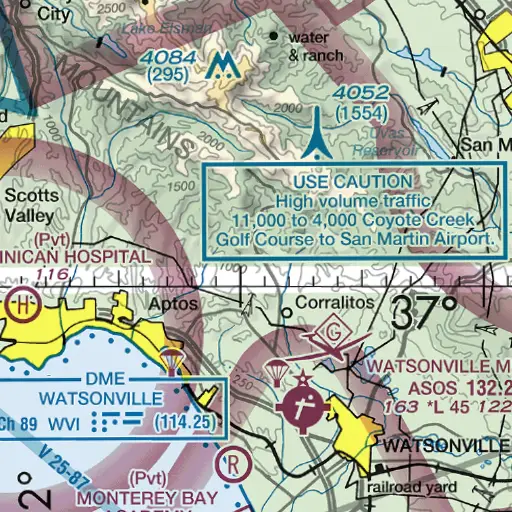 City
Lake Elsman
water
& ranch
4084
(295)
2000
MOUNTAINS
2000
4052
(1554)
Uvas
Reservoir
San M
1500
USE CAUTION
High volume traffic
11,000 to 4,000 Coyote Creek
Golf Course to San Martin Airport.
d
Scotts
Valley
(Pvt)
INICAN HOSPITAL
116
H
Aptos
Corralitos
37°
G
WATSONVILLE M
ASOS 132.2
163 *L 45 122
DME
WATSONVILLE
Ch 89 WVI (114.25)
V 25-87
R
WATSONVILLE
railroad yard
(Pvt)
MONTEREY BAY
ACADEMY
2°